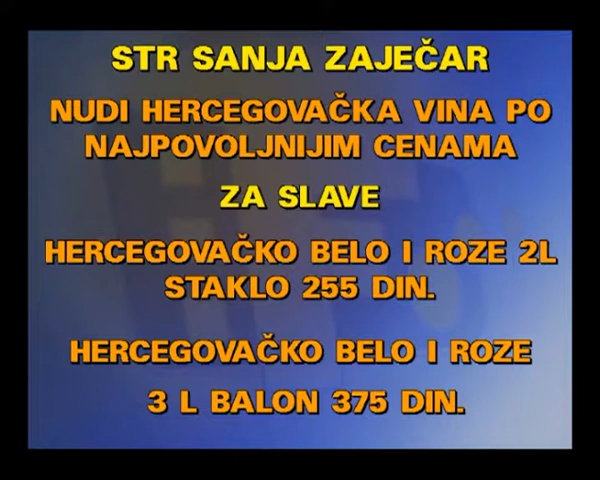 STR SANJA ZAJEČAR
NUDI HERCEGOVAČKA VINA PO
NAJPOVOLJNIJIM CENAMA
ZA SLAVE
HERCEGOVAČKO BELO I ROZE 2L
STAKLO 255 DIN.
HERCEGOVAČKO BELO I ROZE
3 L BALON 375 DIN.